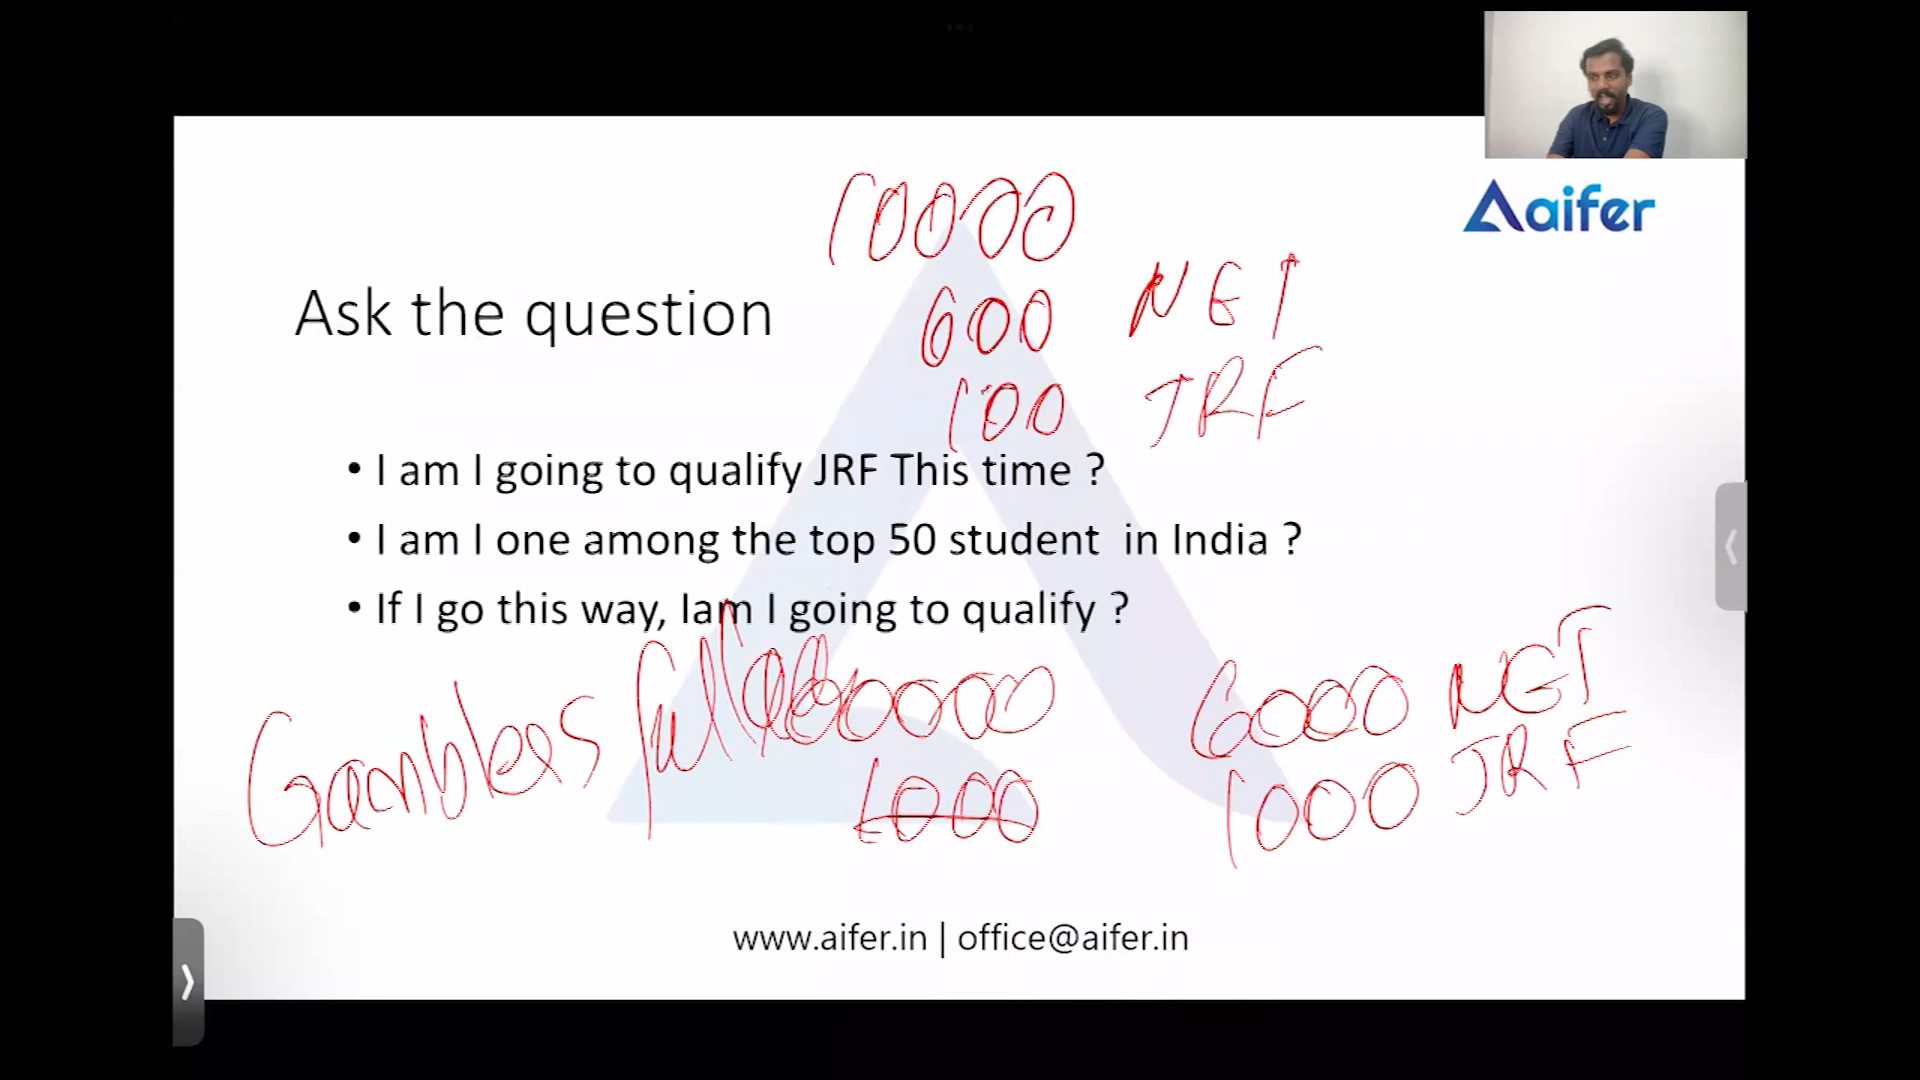 aifer
10000
600 NET
100 JRF
Ask the question
• I am I going to qualify JRF This time ?
• I am I one among the top 50 student in India ?
• If I go this way, Iam I going to qualify ?
Gamblers
6000 NET
1000
1000 JRF
www.aifer.in | office@aifer.in